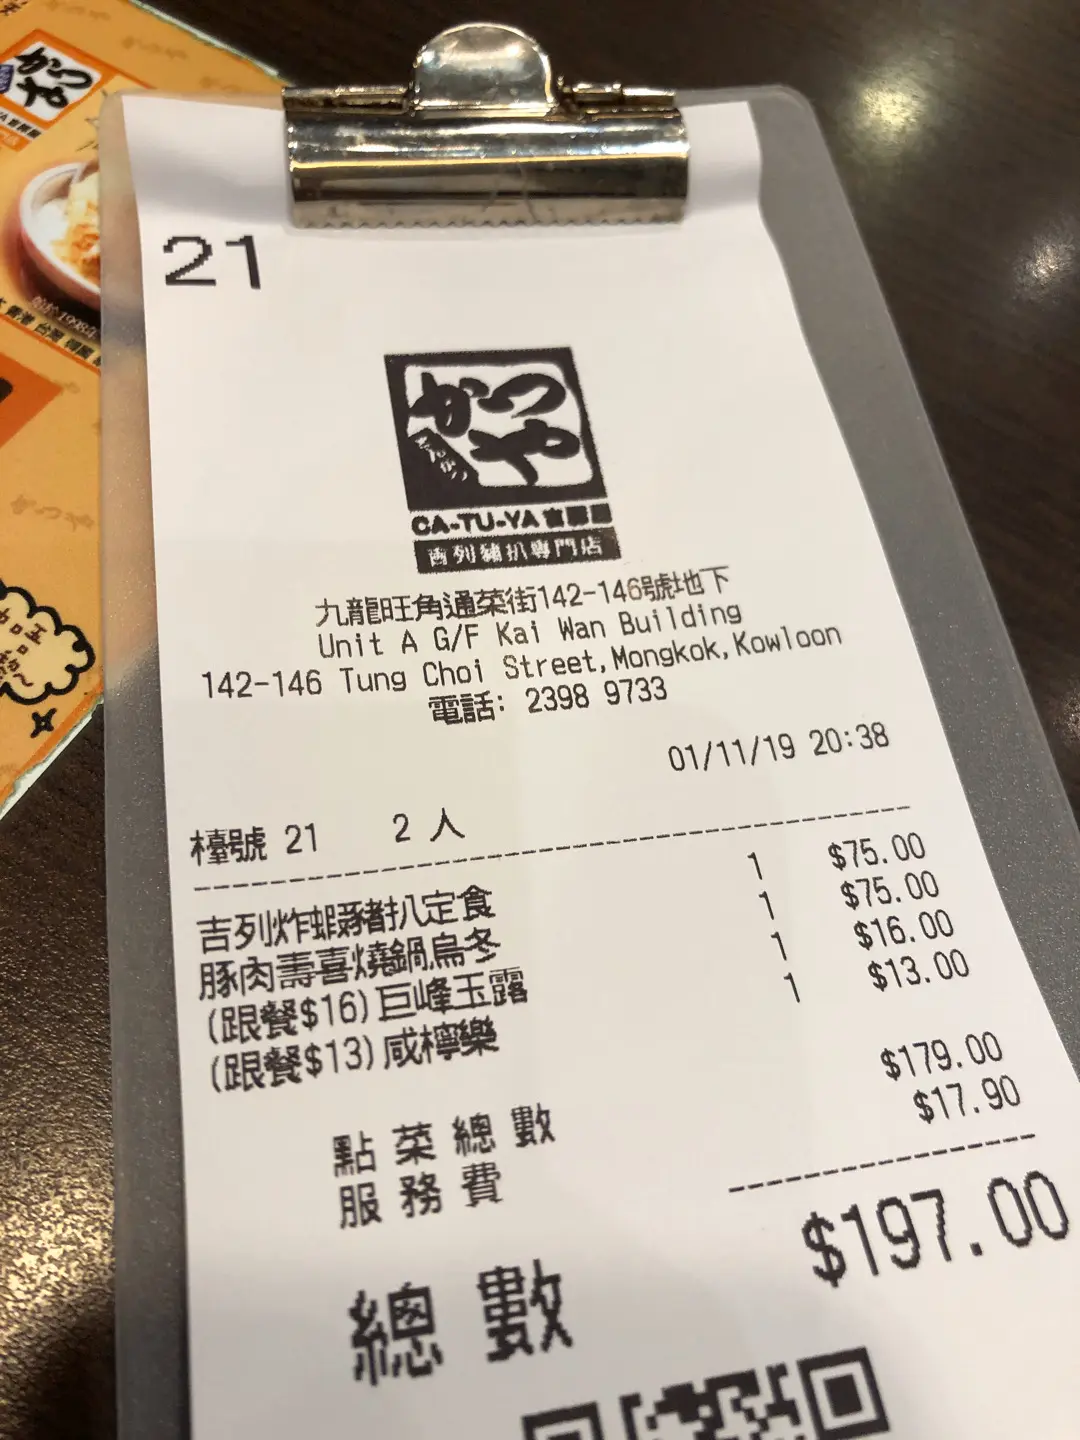 21
かつや
CA-TU-YA 吉豚屋
吉列豬扒專門店
九龍旺角通菜街142-146號地下
Unit A G/F Kai Wan Building
142-146 Tung Choi Street,Mongkok,Kowloon
電話: 2398 9733
01/11/19 20:38
檯號 21 2 人
吉列炸蝦豬扒定食 1 $75.00
豚肉壽喜燒鍋烏冬 1 $75.00
(跟餐$16)巨峰玉露 1 $16.00
(跟餐$13)咸檸樂 1 $13.00
點菜總數 $179.00
服務費 $17.90
總數 $197.00
かつや